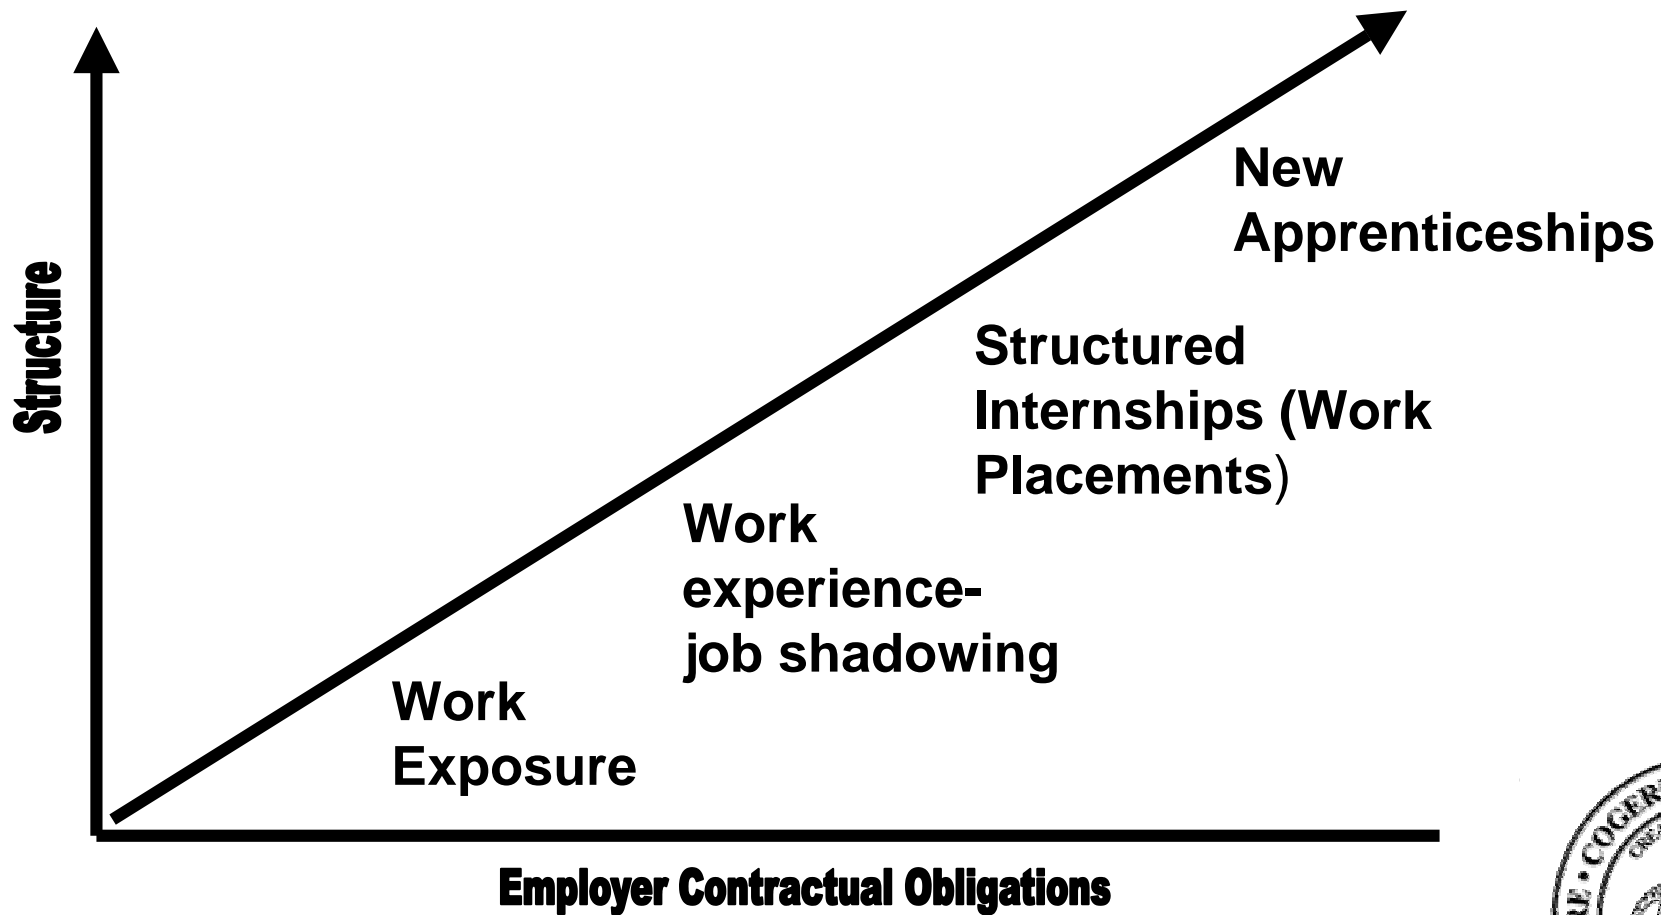 New
Apprenticeships
Structure
Structured
Internships (Work
Placements)
Work
experience-
job shadowing
Work
Exposure
Employer Contractual Obligations